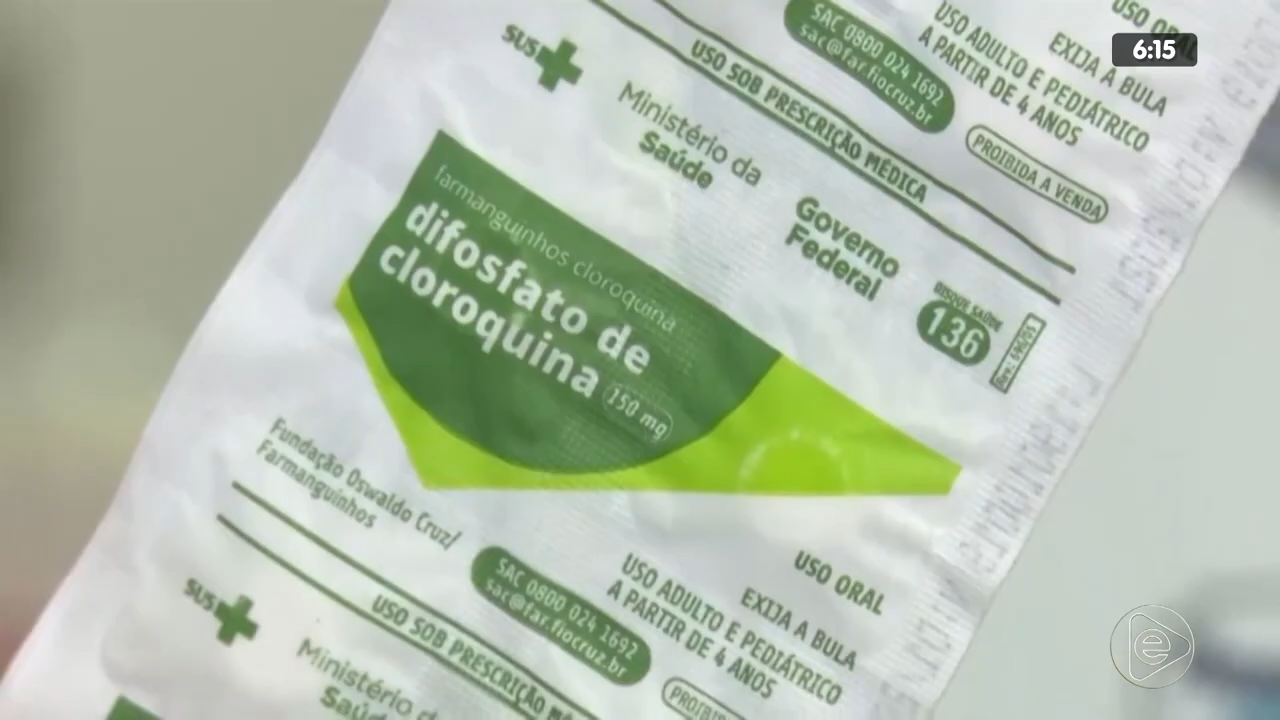 USO ORAL
6:15
EXIJA A BULA
USO ADULTO E PEDIÁTRICO
A PARTIR DE 4 ANOS
SAC 0800 024 1692
sac@far.fiocruz.br
PROIBIDA A VENDA
SUS
USO SOB PRESCRIÇÃO MÉDICA
Ministério da
Saúde
Governo
Federal
DISQUE SAÚDE
136
farmanguinhos cloroquina
difosfato de
cloroquina
150 mg
Fundação Oswaldo Cruz/
Farmanguinhos
USO ORAL
EXIJA A BULA
USO ADULTO E PEDIÁTRICO
A PARTIR DE 4 ANOS
SAC 0800 024 1692
sac@far.fiocruz.br
PROIBID
SUS
USO SOB PRESCRIÇÃO MÉ
Ministério d
Saúde
e